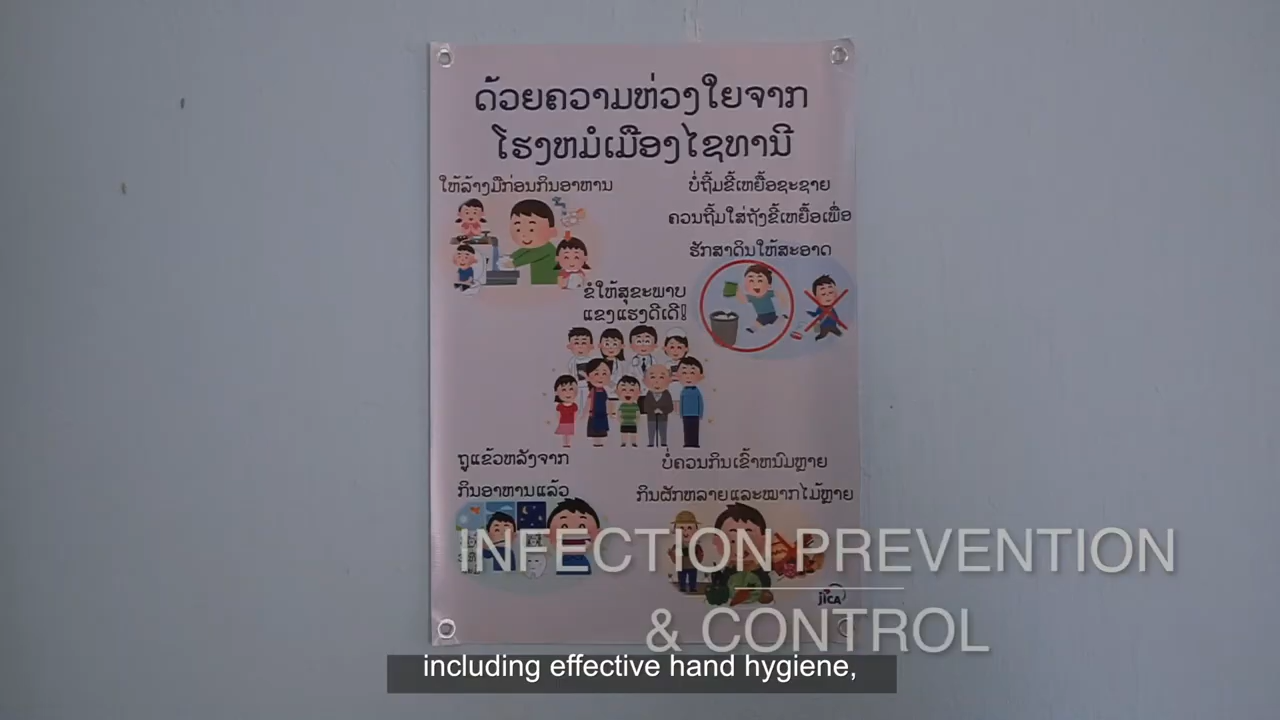 ດ້ວຍຄວາມຫ່ວງໃຍຈາກ
ໂຮງຫມໍເມືອງໄຊທານີ
ໃຫ້ລ້າງມືກ່ອນກິນອາຫານ
ບໍ່ຖິ້ມຂີ້ເຫຍື້ອຊະຊາຍ
ຄວນຖິ້ມໃສ່ຖັງຂີ້ເຫຍື້ອເພື່ອ
ຮັກສາດິນໃຫ້ສະອາດ
ຂໍໃຫ້ສຸຂະພາບ
ແຂງແຮງດີເດີ!
ຖູແຂ້ວຫລັງຈາກ
ກິນອາຫານແລ້ວ
ບໍ່ຄວນກິນເຂົ້າຫນົມຫຼາຍ
ກິນຜັກຫລາຍແລະໝາກໄມ້ຫຼາຍ
jica
INFECTION PREVENTION
& CONTROL
including effective hand hygiene,